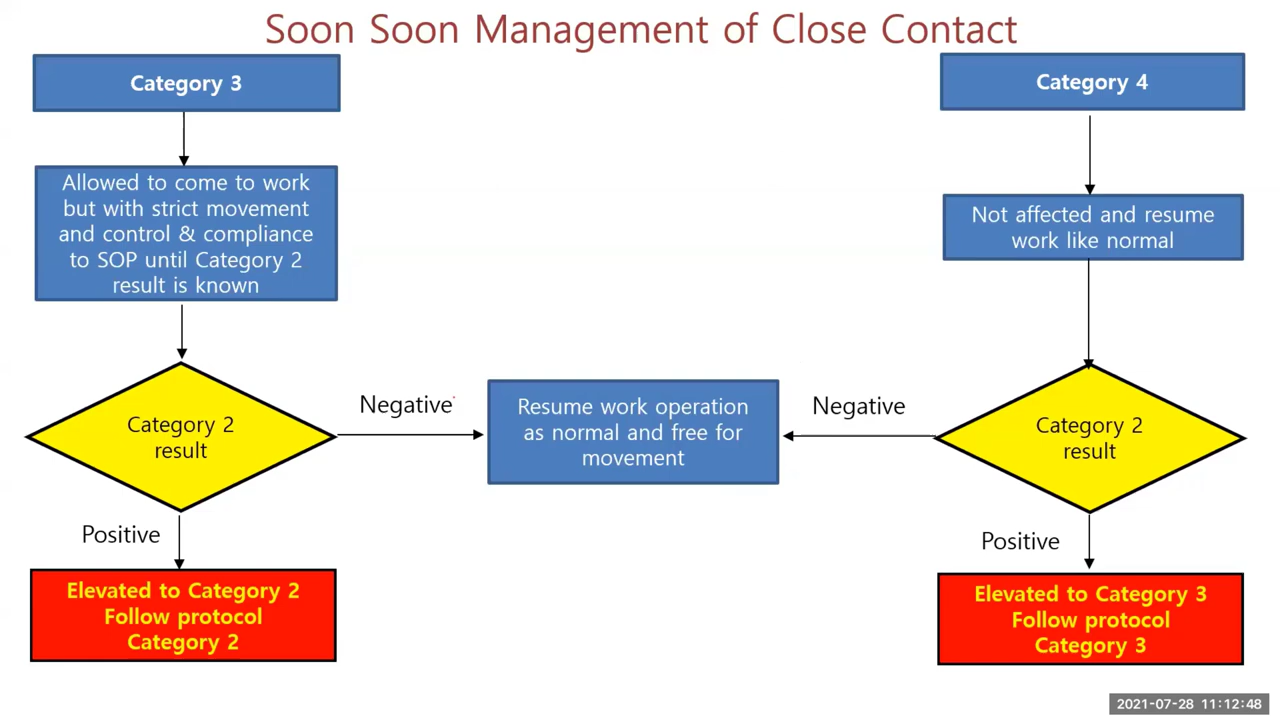 Soon Soon Management of Close Contact
Category 3
Allowed to come to work
but with strict movement
and control & compliance
to SOP until Category 2
result is known
Category 2
result
Negative
Positive
Elevated to Category 2
Follow protocol
Category 2
Resume work operation
as normal and free for
movement
Category 4
Not affected and resume
work like normal
Negative
Category 2
result
Positive
Elevated to Category 3
Follow protocol
Category 3
2021-07-28 11:12:48